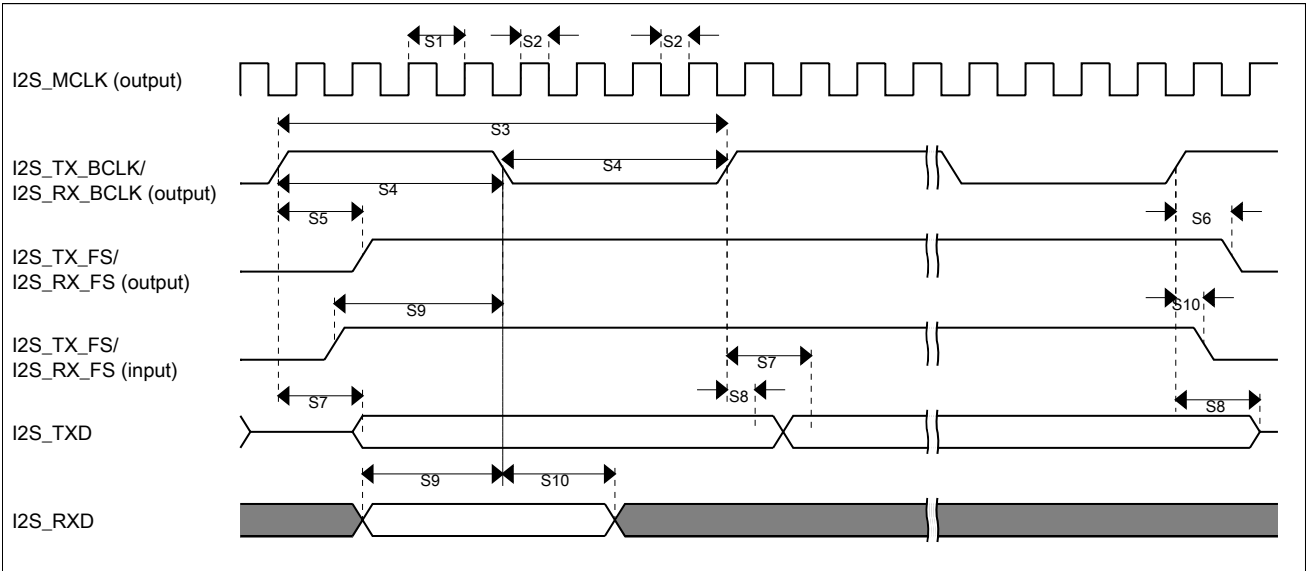 S1
S2
S2
I2S_MCLK (output)
S3
I2S_TX_BCLK/
I2S_RX_BCLK (output)
S4
S4
S5
S6
I2S_TX_FS/
I2S_RX_FS (output)
S9
S10
I2S_TX_FS/
I2S_RX_FS (input)
S7
S7
S8
S8
I2S_TXD
S9
S10
I2S_RXD